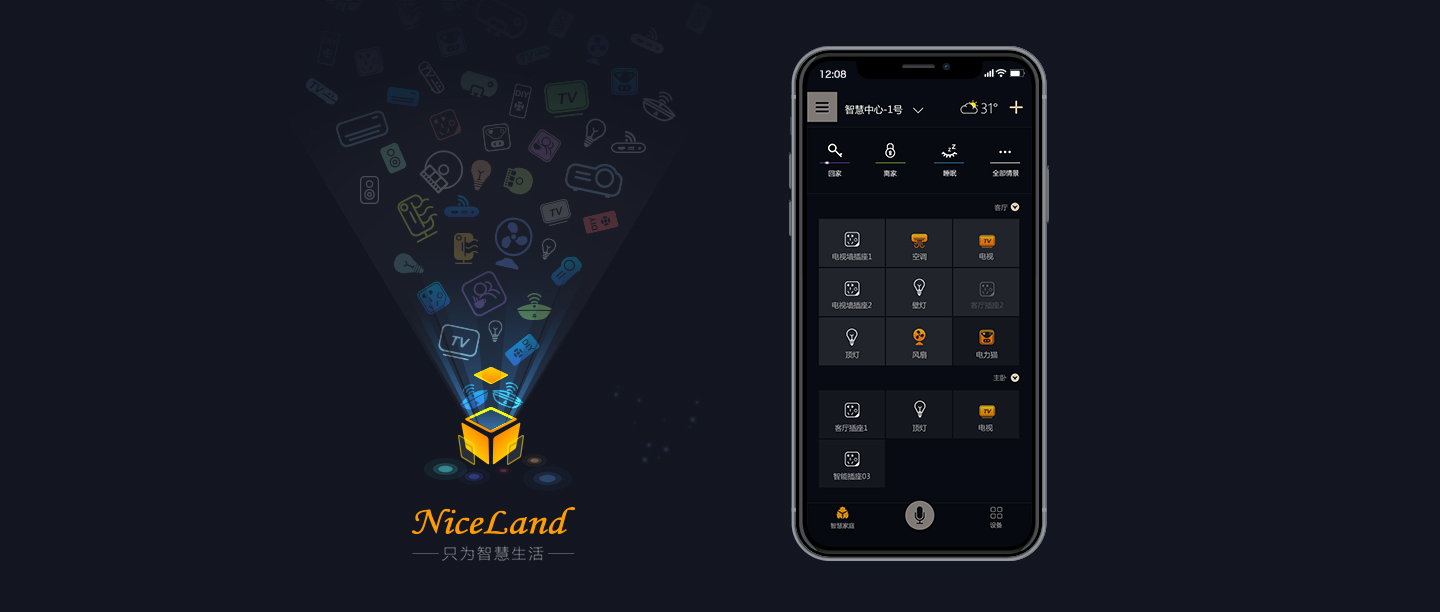 TV
DIY
TV
TV
DIY
TV
NiceLand
只为智慧生活
12:08
智慧中心-1号
31°
z Z
回家
离家
睡眠
全部情景
客厅
电视墙插座1
TV
空调
电视
电视墙插座2
壁灯
客厅插座2
顶灯
风扇
电力猫
主卧
TV
客厅插座1
顶灯
电视
智能插座03
智慧家庭
设备